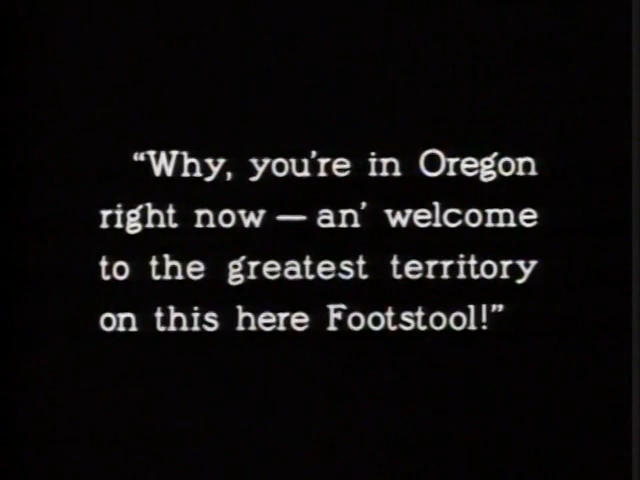 “Why, you’re in Oregon
right now — an’ welcome
to the greatest territory
on this here Footstool!”